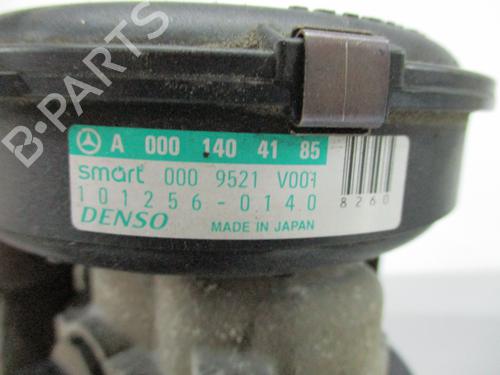 A 000 140 41 85
smart 000 9521 V001
101256-0140
DENSO MADE IN JAPAN
8260
B-PARTS